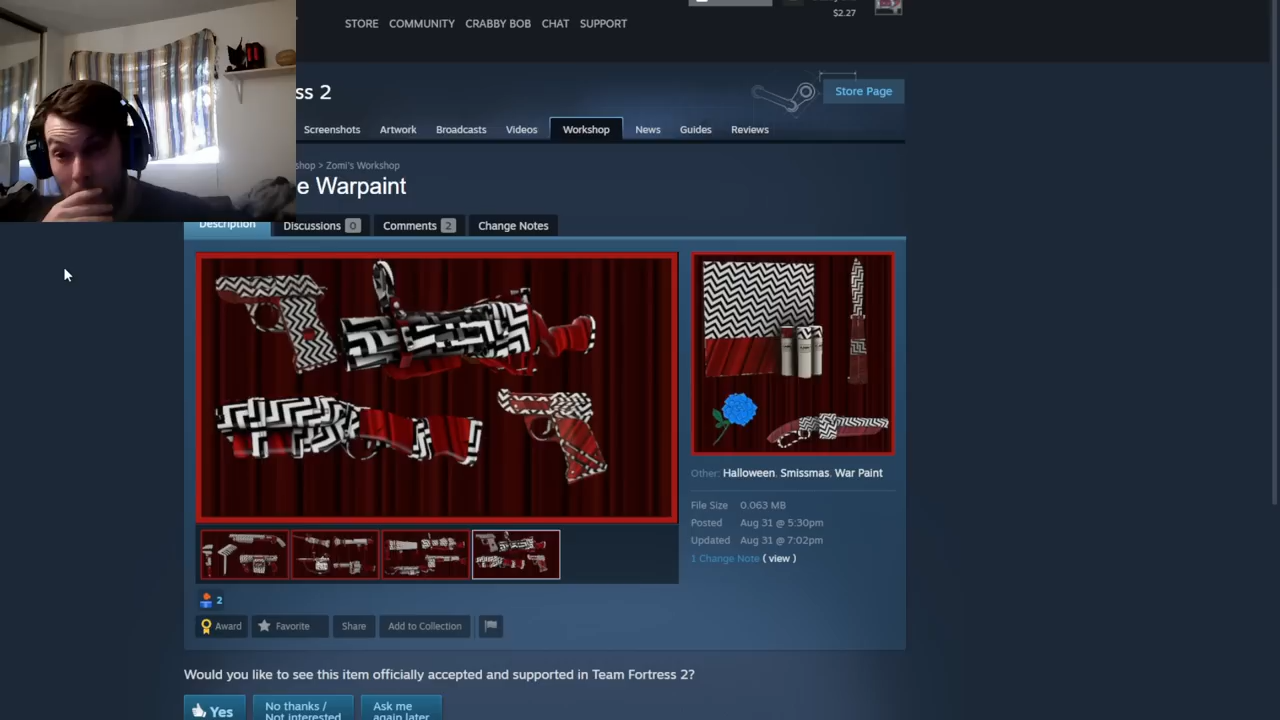 $2.27
STORE COMMUNITY CRABBY BOB CHAT SUPPORT
ss 2
Store Page
Screenshots Artwork Broadcasts Videos Workshop News Guides Reviews
shop > Zomi's Workshop
e Warpaint
Description Discussions 0 Comments 2 Change Notes
Other: Halloween, Smissmas, War Paint
File Size 0.063 MB
Posted Aug 31 @ 5:30pm
Updated Aug 31 @ 7:02pm
1 Change Note ( view )
2
Award Favorite Share Add to Collection
Would you like to see this item officially accepted and supported in Team Fortress 2?
Yes
No thanks /
Not interested
Ask me
again later